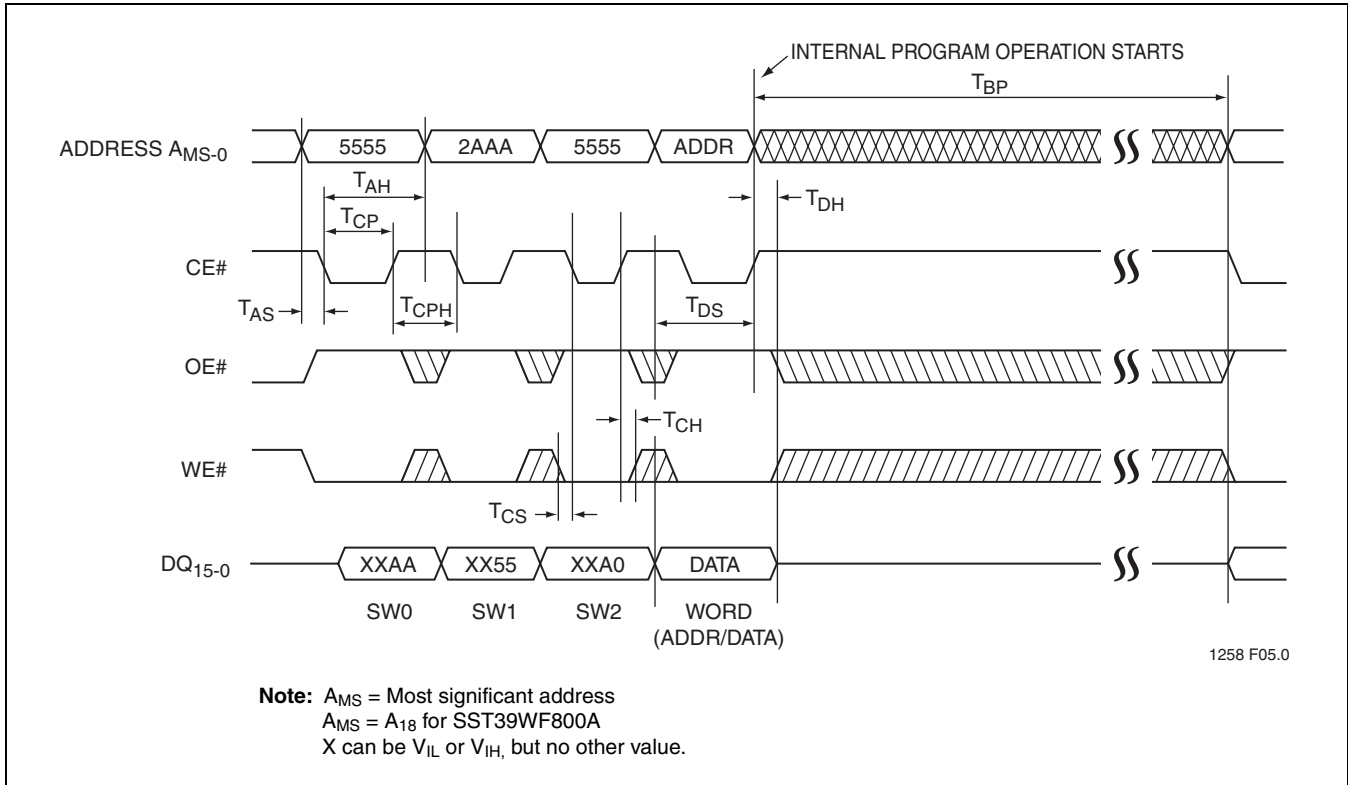 INTERNAL PROGRAM OPERATION STARTS
TBP
ADDRESS AMS-0
5555
2AAA
5555
ADDR
TAH
TDH
TCP
CE#
TAS
TCPH
TDS
OE#
TCH
WE#
TCS
DQ15-0
XXAA
XX55
XXA0
DATA
SW0
SW1
SW2
WORD
(ADDR/DATA)
1258 F05.0
Note: AMS = Most significant address
AMS = A18 for SST39WF800A
X can be VIL or VIH, but no other value.